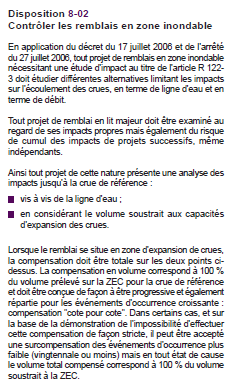 Disposition 8-02
Contrôler les remblais en zone inondable
En application du décret du 17 juillet 2006 et de l'arrêté
du 27 juillet 2006, tout projet de remblais en zone inondable
nécessitant une étude d'impact au titre de l'article R 122-
3 doit étudier différentes alternatives limitant les impacts
sur l'écoulement des crues, en terme de ligne d'eau et en
terme de débit.
Tout projet de remblai en lit majeur doit être examiné au
regard de ses impacts propres mais également du risque
de cumul des impacts de projets successifs, même
indépendants.
Ainsi tout projet de cette nature présente une analyse des
impacts jusqu'à la crue de référence :
■ vis à vis de la ligne d'eau ;
■ en considérant le volume soustrait aux capacités
d'expansion des crues.
Lorsque le remblai se situe en zone d'expansion de crues,
la compensation doit être totale sur les deux points ci-
dessus. La compensation en volume correspond à 100 %
du volume prélevé sur la ZEC pour la crue de référence
et doit être conçue de façon à être progressive et également
répartie pour les événements d'occurrence croissante :
compensation "cote pour cote". Dans certains cas, et sur
la base de la démonstration de l'impossibilité d'effectuer
cette compensation de façon stricte, il peut être accepté
une surcompensation des événements d'occurrence plus
faible (vingtennale ou moins) mais en tout état de cause
le volume total compensé correspond à 100 % du volume
soustrait à la ZEC.